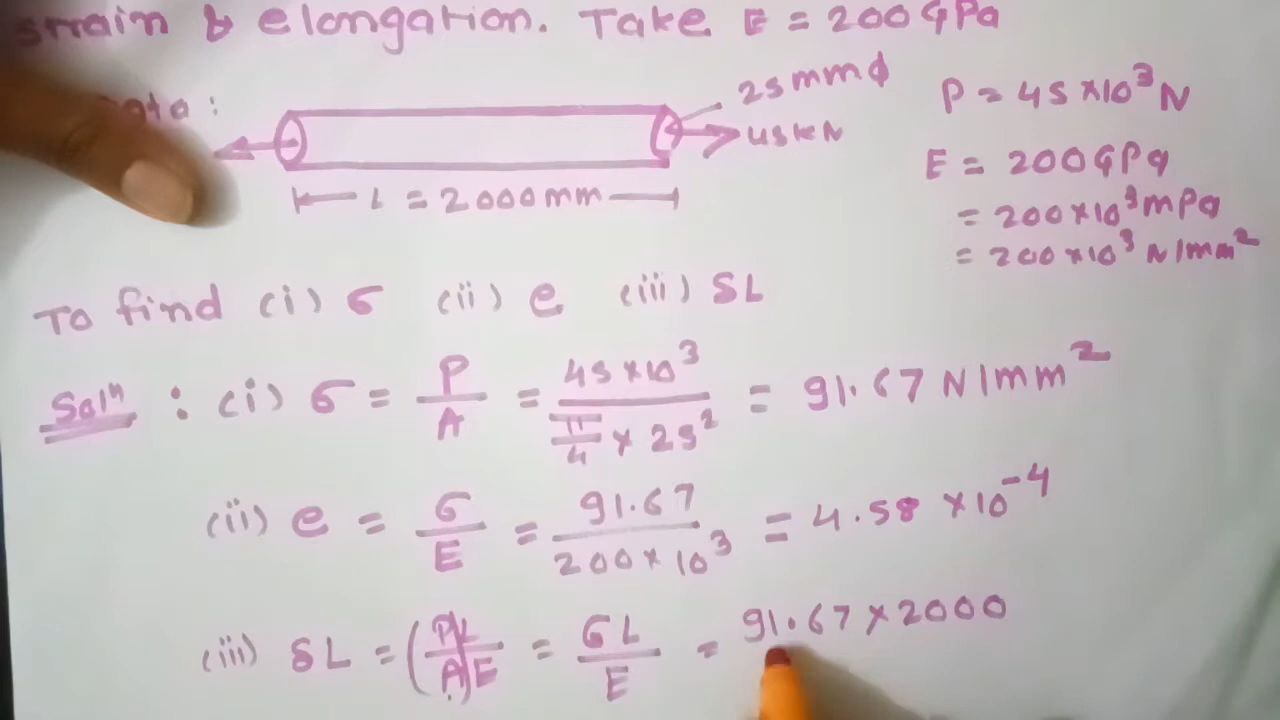 strain & elongation. Take E = 200GPa
25mmϕ
45kN
L = 2000mm
P = 45×10³N
E = 200GPa
= 200×10³MPa
= 200×10³ N/mm²
To find (i) σ (ii) e (iii) δL
Solⁿ : (i) σ = P/A = 45×10³ / (π/4 × 25²) = 91.67 N/mm²
(ii) e = σ/E = 91.67 / (200×10³) = 4.58 ×10⁻⁴
(iii) δL = (P/A) L/E = σL/E = 91.67×2000